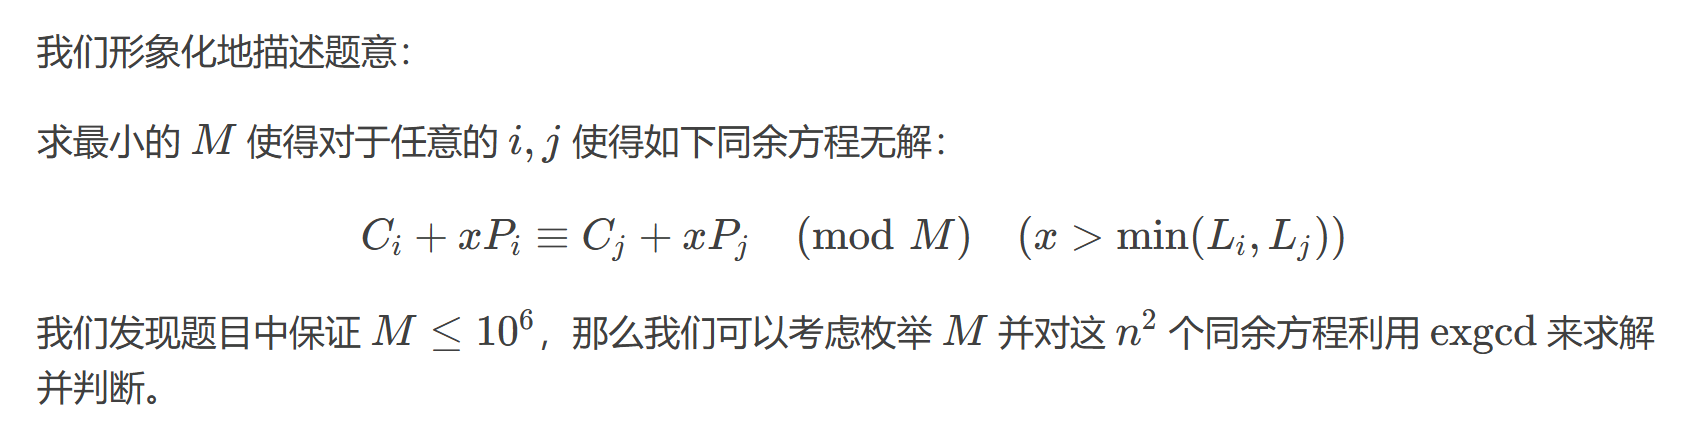 我们形象化地描述题意：
求最小的 M 使得对于任意的 i, j 使得如下同余方程无解：
C_i + xP_i ≡ C_j + xP_j (mod M) (x > min(L_i, L_j))
我们发现题目中保证 M ≤ 10^6，那么我们可以考虑枚举 M 并对这 n^2 个同余方程利用 exgcd 来求解
并判断。